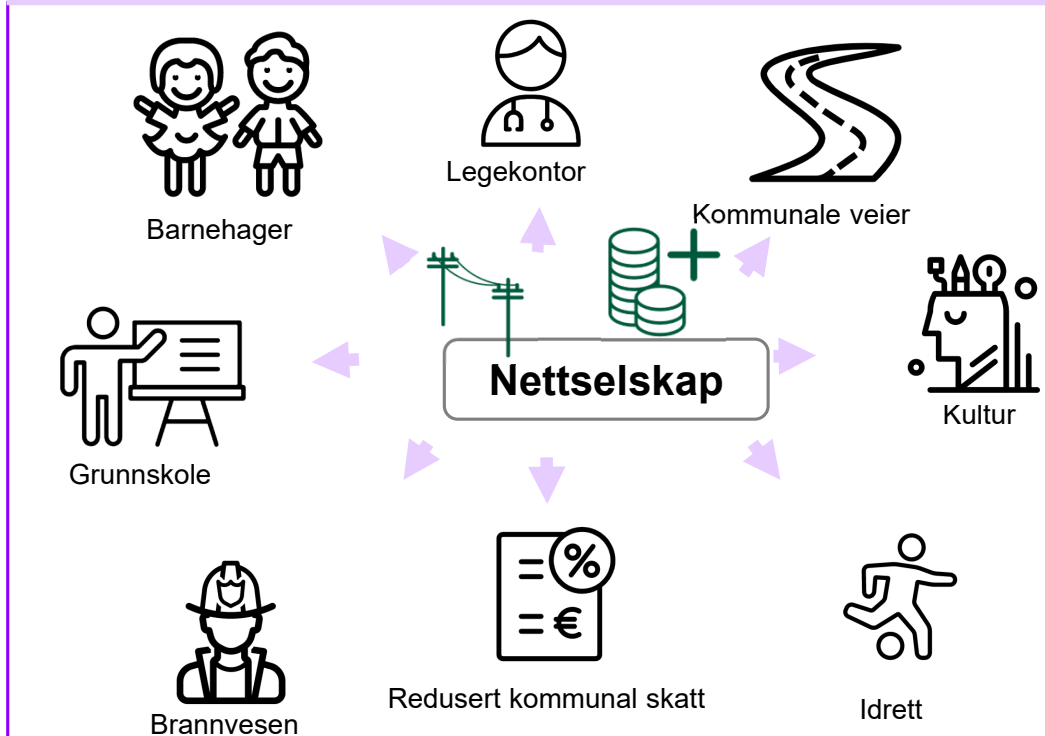 Legekontor
Kommunale veier
Barnehager
Nettselskap
Kultur
Grunnskole
% 
€
Redusert kommunal skatt
Idrett
Brannvesen